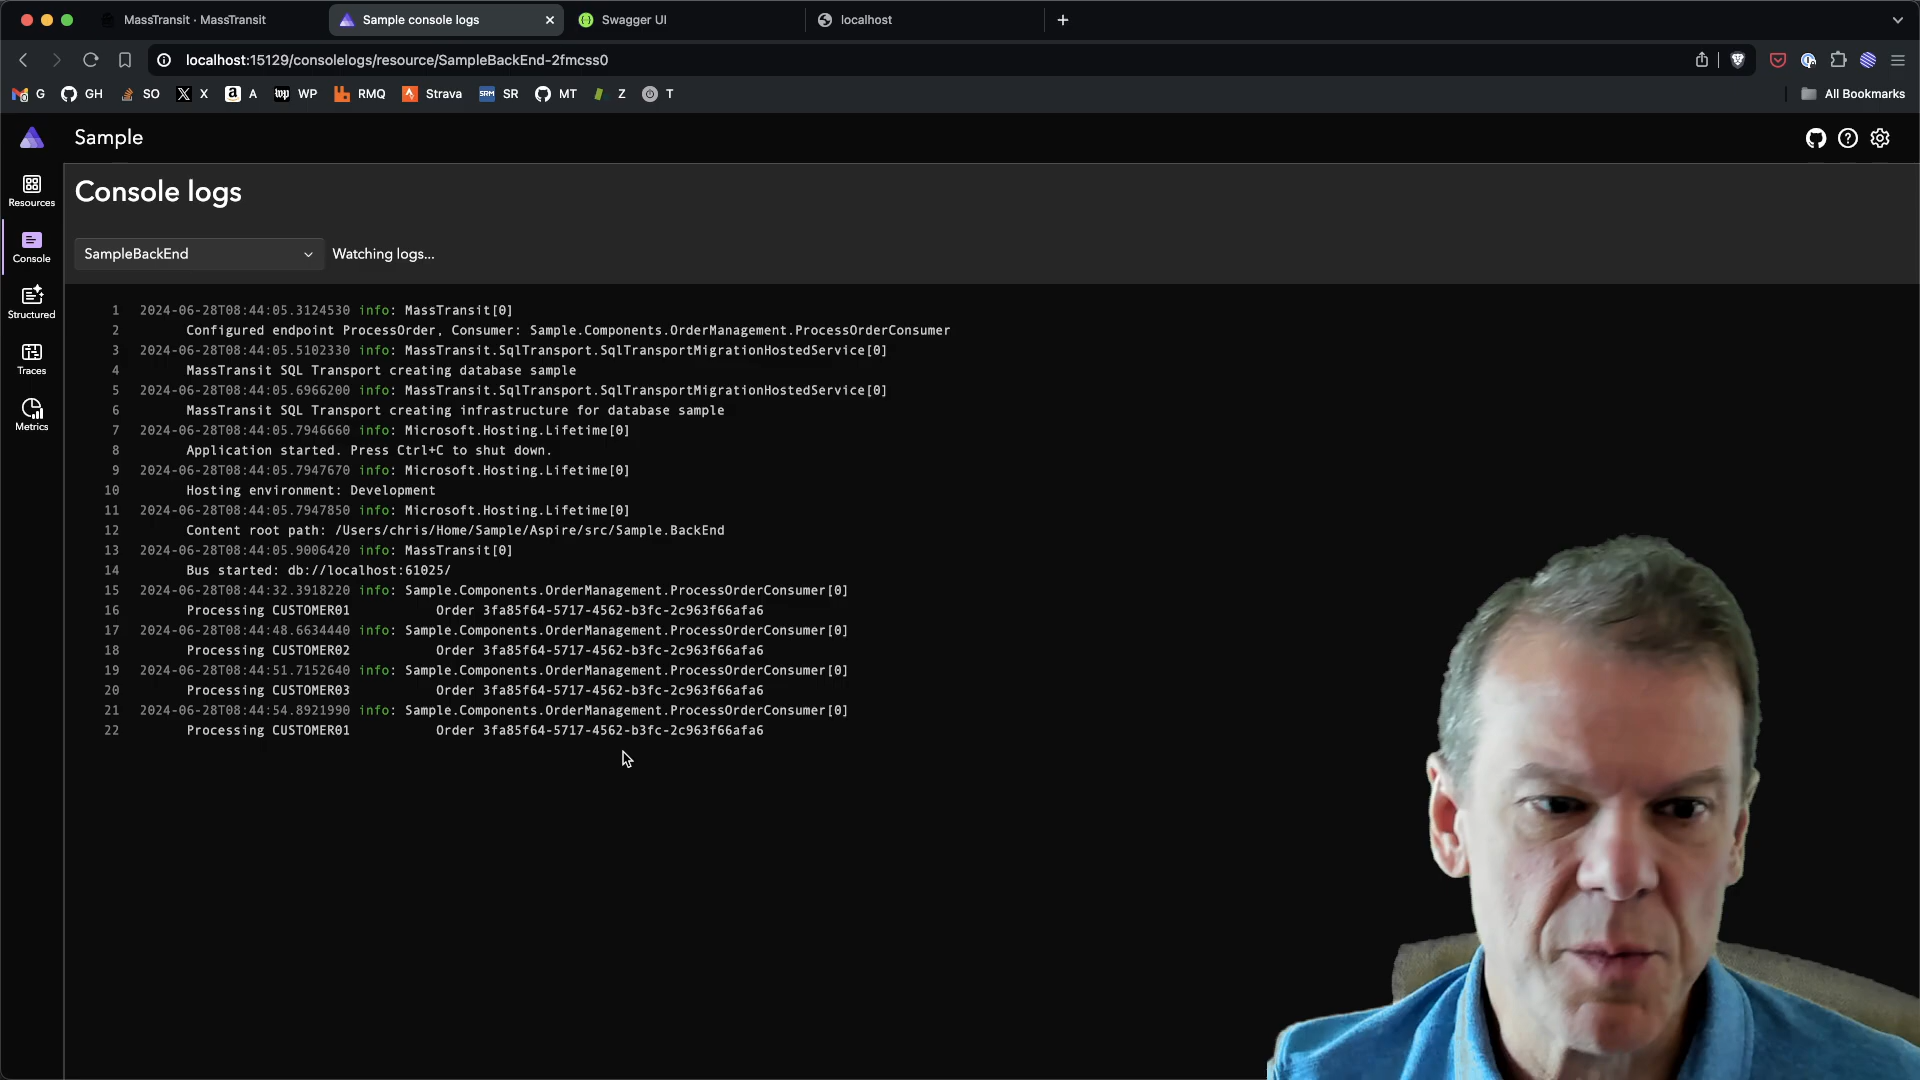 MassTransit · MassTransit
Sample console logs
Swagger UI
localhost
localhost:15129/consolelogs/resource/SampleBackEnd-2fmcss0
G GH SO X A WP RMQ Strava SR MT Z T All Bookmarks
Sample
Resources
Console
Structured
Traces
Metrics
Console logs
SampleBackEnd Watching logs...
1 2024-06-28T08:44:05.3124530 info: MassTransit[0]
2 Configured endpoint ProcessOrder, Consumer: Sample.Components.OrderManagement.ProcessOrderConsumer
3 2024-06-28T08:44:05.5102330 info: MassTransit.SqlTransport.SqlTransportMigrationHostedService[0]
4 MassTransit SQL Transport creating database sample
5 2024-06-28T08:44:05.6966200 info: MassTransit.SqlTransport.SqlTransportMigrationHostedService[0]
6 MassTransit SQL Transport creating infrastructure for database sample
7 2024-06-28T08:44:05.7946660 info: Microsoft.Hosting.Lifetime[0]
8 Application started. Press Ctrl+C to shut down.
9 2024-06-28T08:44:05.7947670 info: Microsoft.Hosting.Lifetime[0]
10 Hosting environment: Development
11 2024-06-28T08:44:05.7947850 info: Microsoft.Hosting.Lifetime[0]
12 Content root path: /Users/chris/Home/Sample/Aspire/src/Sample.BackEnd
13 2024-06-28T08:44:05.9006420 info: MassTransit[0]
14 Bus started: db://localhost:61025/
15 2024-06-28T08:44:32.3918220 info: Sample.Components.OrderManagement.ProcessOrderConsumer[0]
16 Processing CUSTOMER01 Order 3fa85f64-5717-4562-b3fc-2c963f66afa6
17 2024-06-28T08:44:48.6634440 info: Sample.Components.OrderManagement.ProcessOrderConsumer[0]
18 Processing CUSTOMER02 Order 3fa85f64-5717-4562-b3fc-2c963f66afa6
19 2024-06-28T08:44:51.7152640 info: Sample.Components.OrderManagement.ProcessOrderConsumer[0]
20 Processing CUSTOMER03 Order 3fa85f64-5717-4562-b3fc-2c963f66afa6
21 2024-06-28T08:44:54.8921990 info: Sample.Components.OrderManagement.ProcessOrderConsumer[0]
22 Processing CUSTOMER01 Order 3fa85f64-5717-4562-b3fc-2c963f66afa6